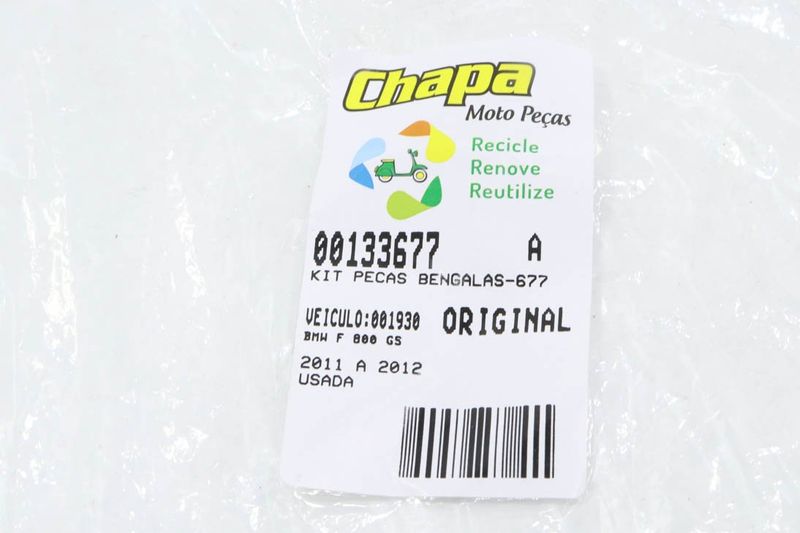 Chapa
Moto Peças
Recicle
Renove
Reutilize
00133677 A
KIT PECAS BENGALAS-677
VEICULO:001930 ORIGINAL
BMW F 800 GS
2011 A 2012
USADA